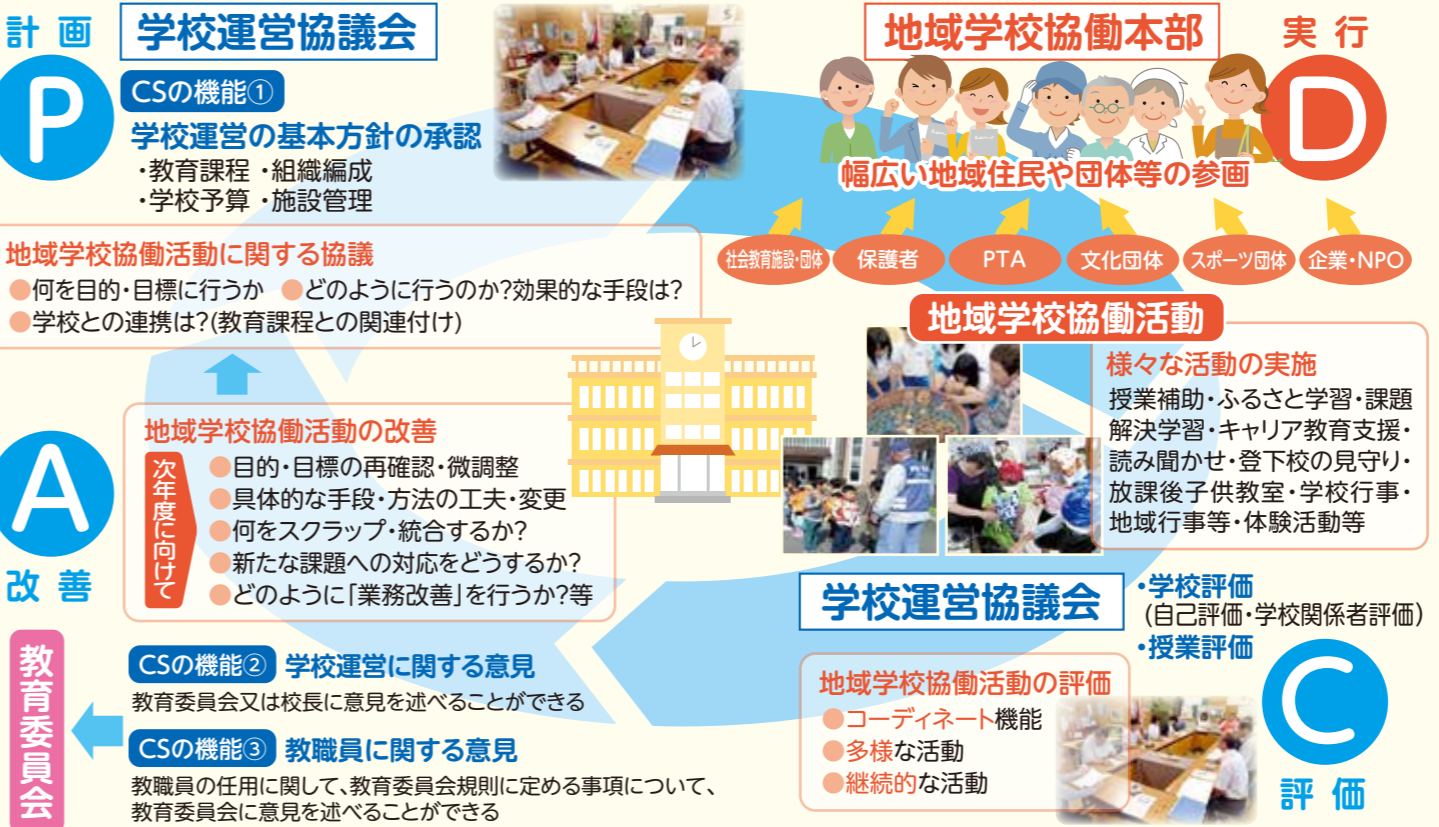 計画
P
学校運営協議会
CSの機能①
学校運営の基本方針の承認
・教育課程 ・組織編成
・学校予算 ・施設管理
地域学校協働活動に関する協議
●何を目的・目標に行うか ●どのように行うのか?効果的な手段は?
●学校との連携は?(教育課程との関連付け)
地域学校協働本部
実行
D
幅広い地域住民や団体等の参画
社会教育施設・団体
保護者
PTA
文化団体
スポーツ団体
企業・NPO
地域学校協働活動
様々な活動の実施
授業補助・ふるさと学習・課題
解決学習・キャリア教育支援・
読み聞かせ・登下校の見守り・
放課後子供教室・学校行事・
地域行事等・体験活動等
学校運営協議会
・学校評価
(自己評価・学校関係者評価)
・授業評価
C
評価
地域学校協働活動の評価
●コーディネート機能
●多様な活動
●継続的な活動
A
改善
地域学校協働活動の改善
次年度に向けて
●目的・目標の再確認・微調整
●具体的な手段・方法の工夫・変更
●何をスクラップ・統合するか?
●新たな課題への対応をどうするか?
●どのように「業務改善」を行うか?等
教育委員会
CSの機能② 学校運営に関する意見
教育委員会又は校長に意見を述べることができる
CSの機能③ 教職員に関する意見
教職員の任用に関して、教育委員会規則に定める事項について、
教育委員会に意見を述べることができる